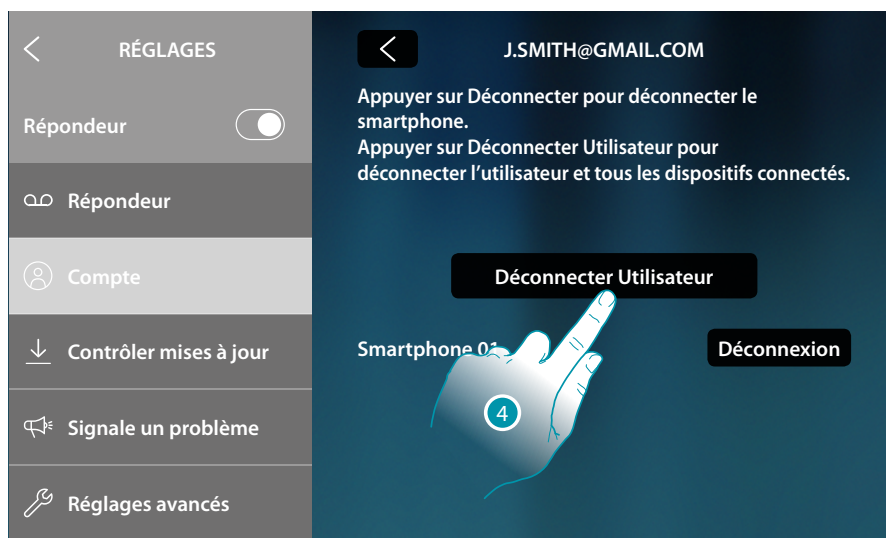 RÉGLAGES
Répondeur
Répondeur
Compte
Contrôler mises à jour
Signale un problème
Réglages avancés
J.SMITH@GMAIL.COM
Appuyer sur Déconnecter pour déconnecter le
smartphone.
Appuyer sur Déconnecter Utilisateur pour
déconnecter l'utilisateur et tous les dispositifs connectés.
Déconnecter Utilisateur
Smartphone 01
Déconnexion
4